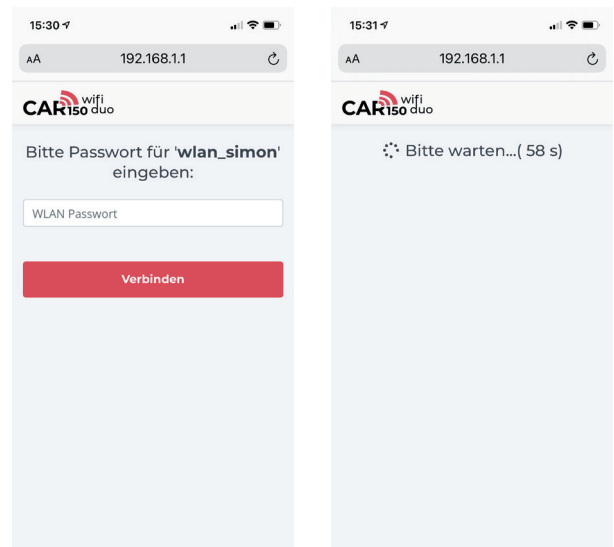 15:30
AA 192.168.1.1
CAR150 wifi duo
Bitte Passwort für 'wlan_simon'
eingeben:
WLAN Passwort
Verbinden
15:31
AA 192.168.1.1
CAR150 wifi duo
Bitte warten...( 58 s)